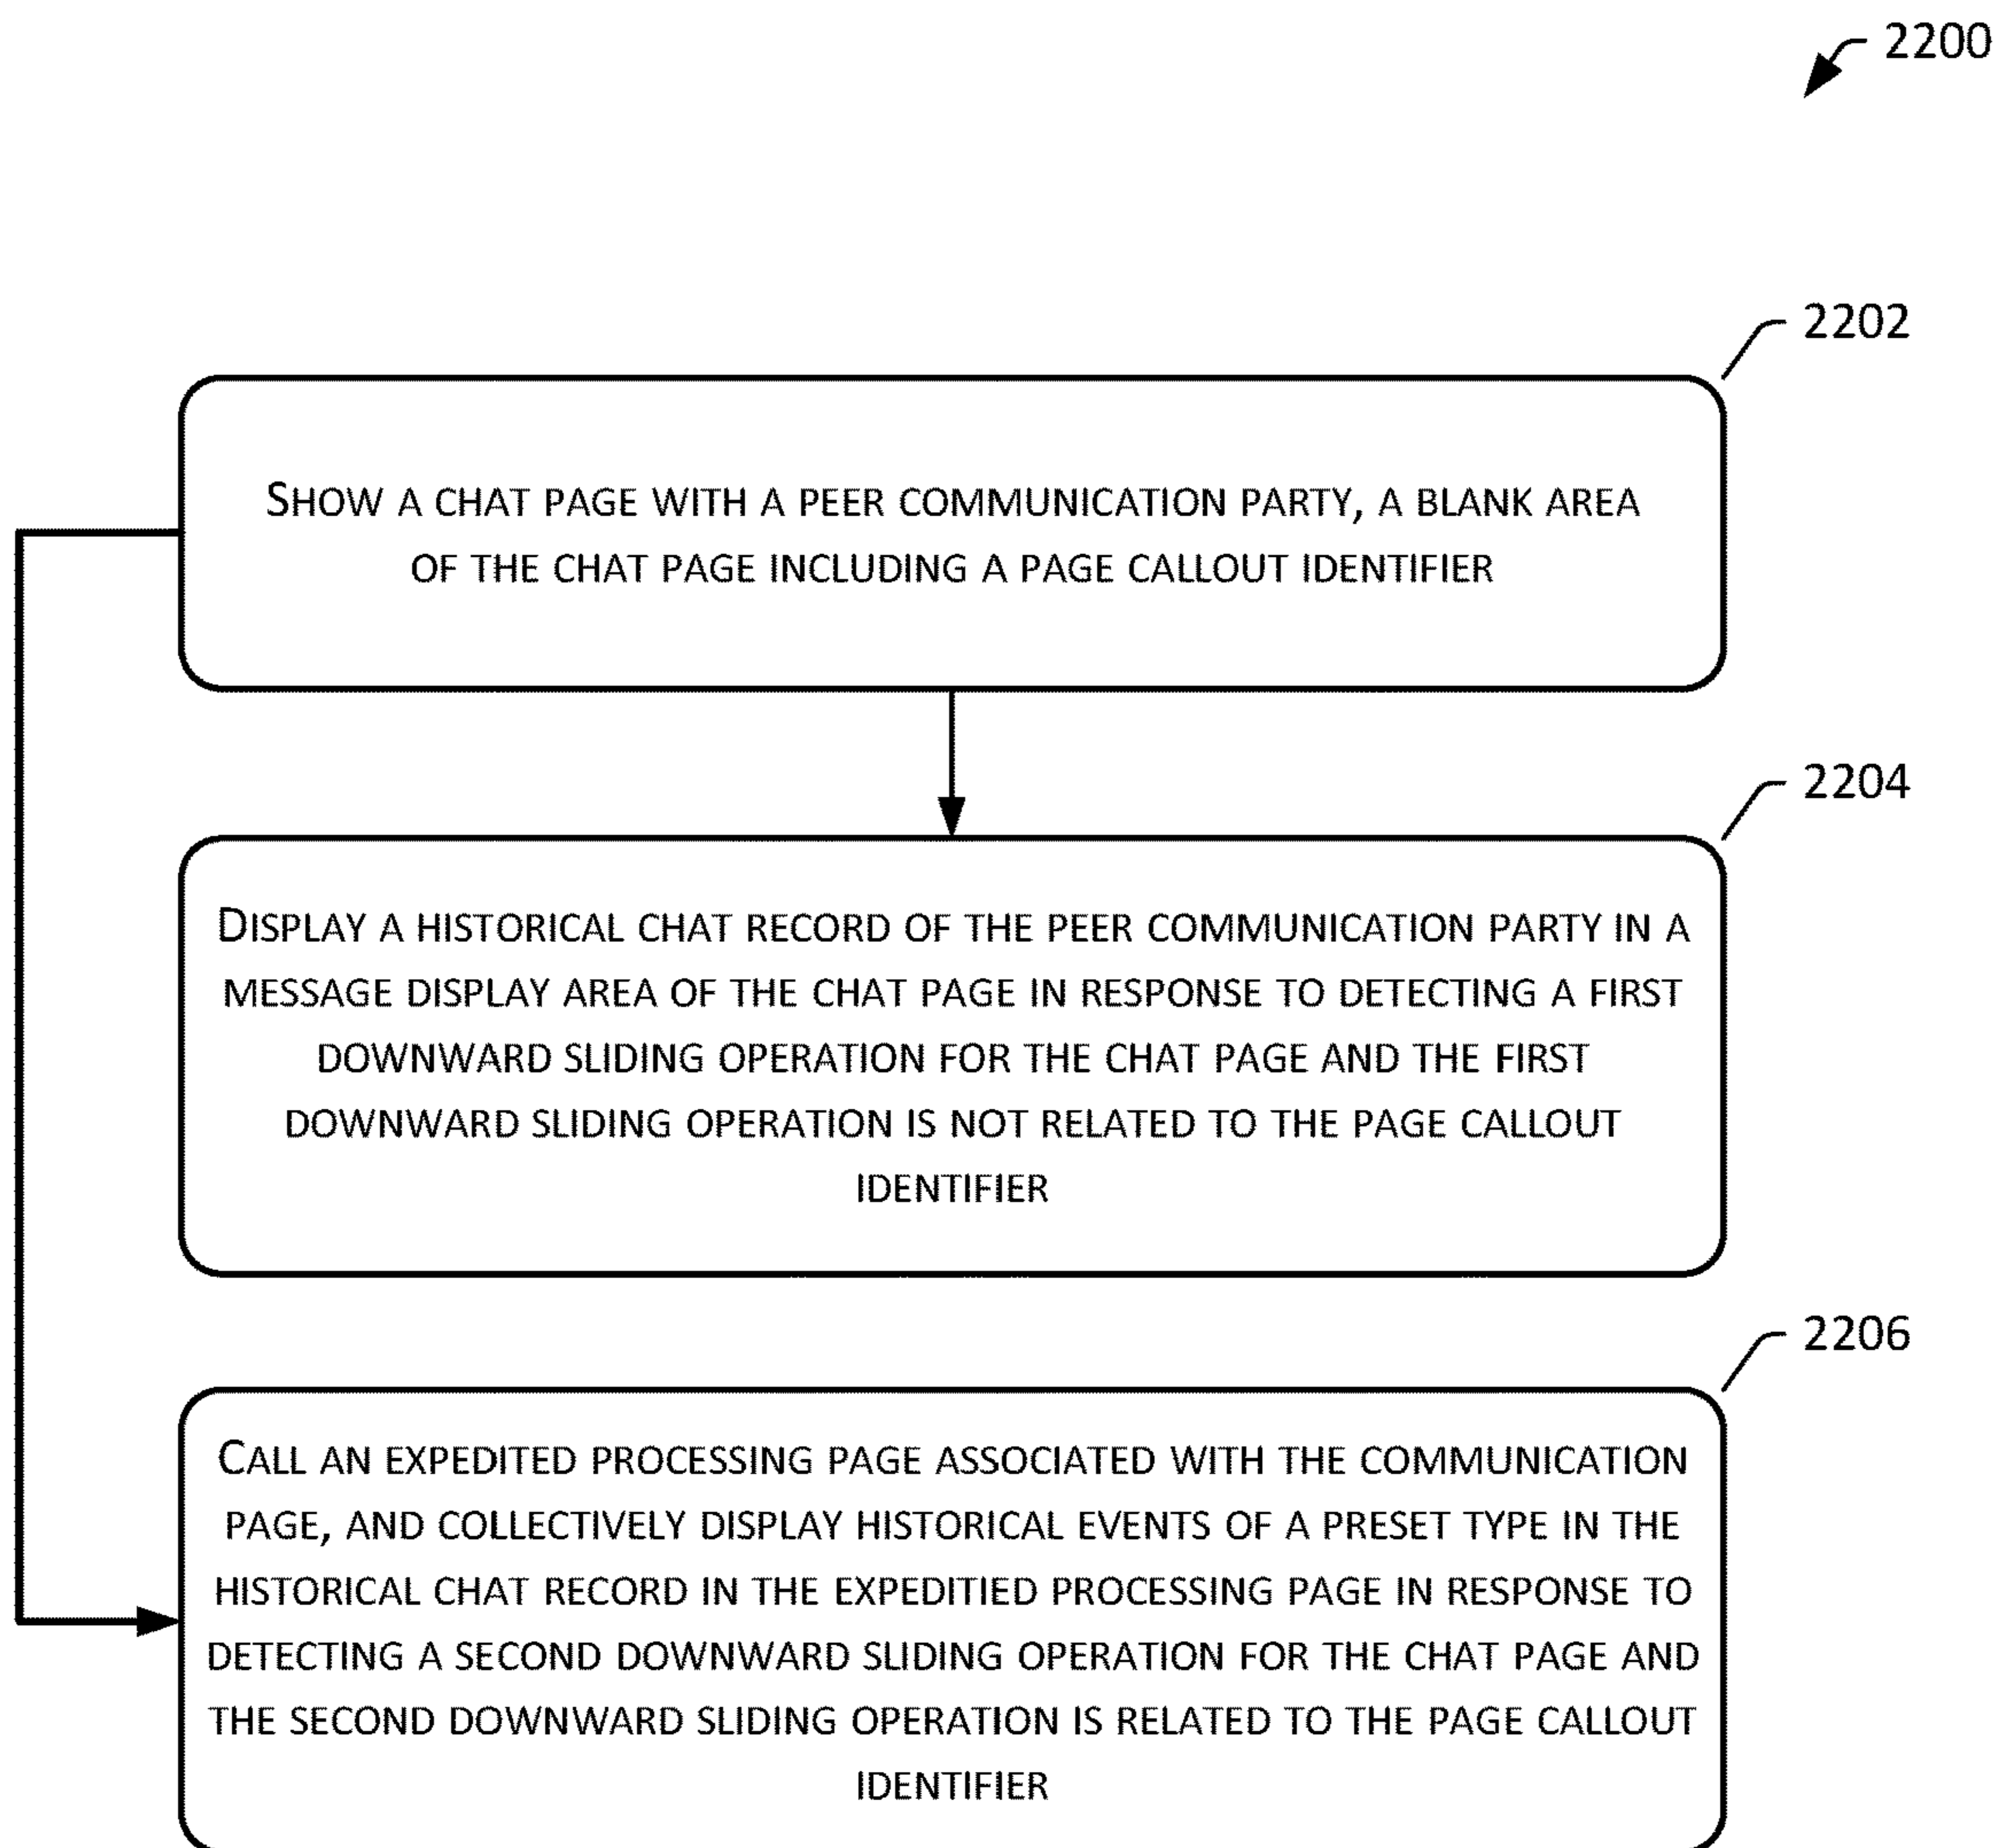 2200
2202
SHOW A CHAT PAGE WITH A PEER COMMUNICATION PARTY, A BLANK AREA
OF THE CHAT PAGE INCLUDING A PAGE CALLOUT IDENTIFIER
2204
DISPLAY A HISTORICAL CHAT RECORD OF THE PEER COMMUNICATION PARTY IN A
MESSAGE DISPLAY AREA OF THE CHAT PAGE IN RESPONSE TO DETECTING A FIRST
DOWNWARD SLIDING OPERATION FOR THE CHAT PAGE AND THE FIRST
DOWNWARD SLIDING OPERATION IS NOT RELATED TO THE PAGE CALLOUT
IDENTIFIER
2206
CALL AN EXPEDITED PROCESSING PAGE ASSOCIATED WITH THE COMMUNICATION
PAGE, AND COLLECTIVELY DISPLAY HISTORICAL EVENTS OF A PRESET TYPE IN THE
HISTORICAL CHAT RECORD IN THE EXPEDITIED PROCESSING PAGE IN RESPONSE TO
DETECTING A SECOND DOWNWARD SLIDING OPERATION FOR THE CHAT PAGE AND
THE SECOND DOWNWARD SLIDING OPERATION IS RELATED TO THE PAGE CALLOUT
IDENTIFIER